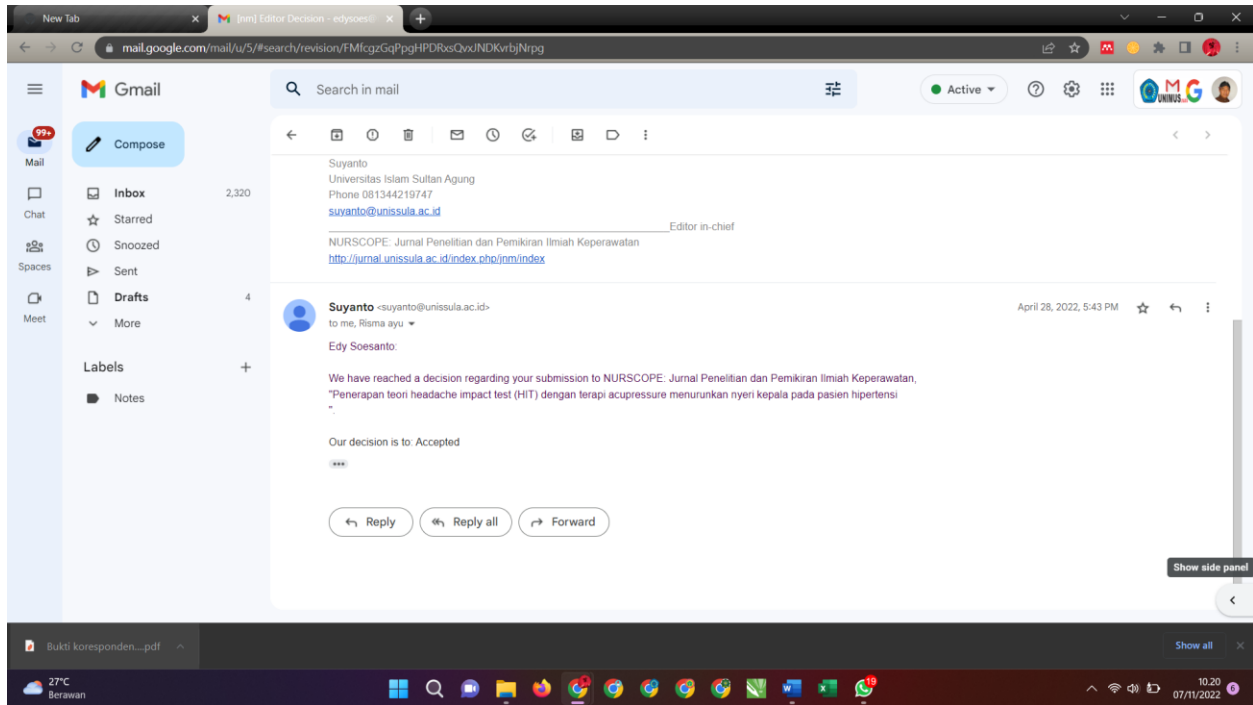 New Tab
[nm] Editor Decision - edysoes@
mail.google.com/mail/u/5/#search/revision/FMfcgzGqPpgHPDRxsQvxJNDKvrbjNrpg
Gmail
Search in mail
Active
UNIMUS
M G
99+
Mail
Chat
Spaces
Meet
Compose
Inbox 2,320
Starred
Snoozed
Sent
Drafts 4
More
Labels
Notes
Suyanto
Universitas Islam Sultan Agung
Phone 081344219747
suyanto@unissula.ac.id
________________________________________________Editor in-chief
NURSCOPE: Jurnal Penelitian dan Pemikiran Ilmiah Keperawatan
http://jurnal.unissula.ac.id/index.php/jnm/index
Suyanto <suyanto@unissula.ac.id> April 28, 2022, 5:43 PM
to me, Risma ayu
Edy Soesanto:
We have reached a decision regarding your submission to NURSCOPE: Jurnal Penelitian dan Pemikiran Ilmiah Keperawatan,
"Penerapan teori headache impact test (HIT) dengan terapi acupressure menurunkan nyeri kepala pada pasien hipertensi
".
Our decision is to: Accepted
Reply
Reply all
Forward
Show side panel
Bukti koresponden....pdf
Show all
27°C
Berawan
19
10.20
07/11/2022
6